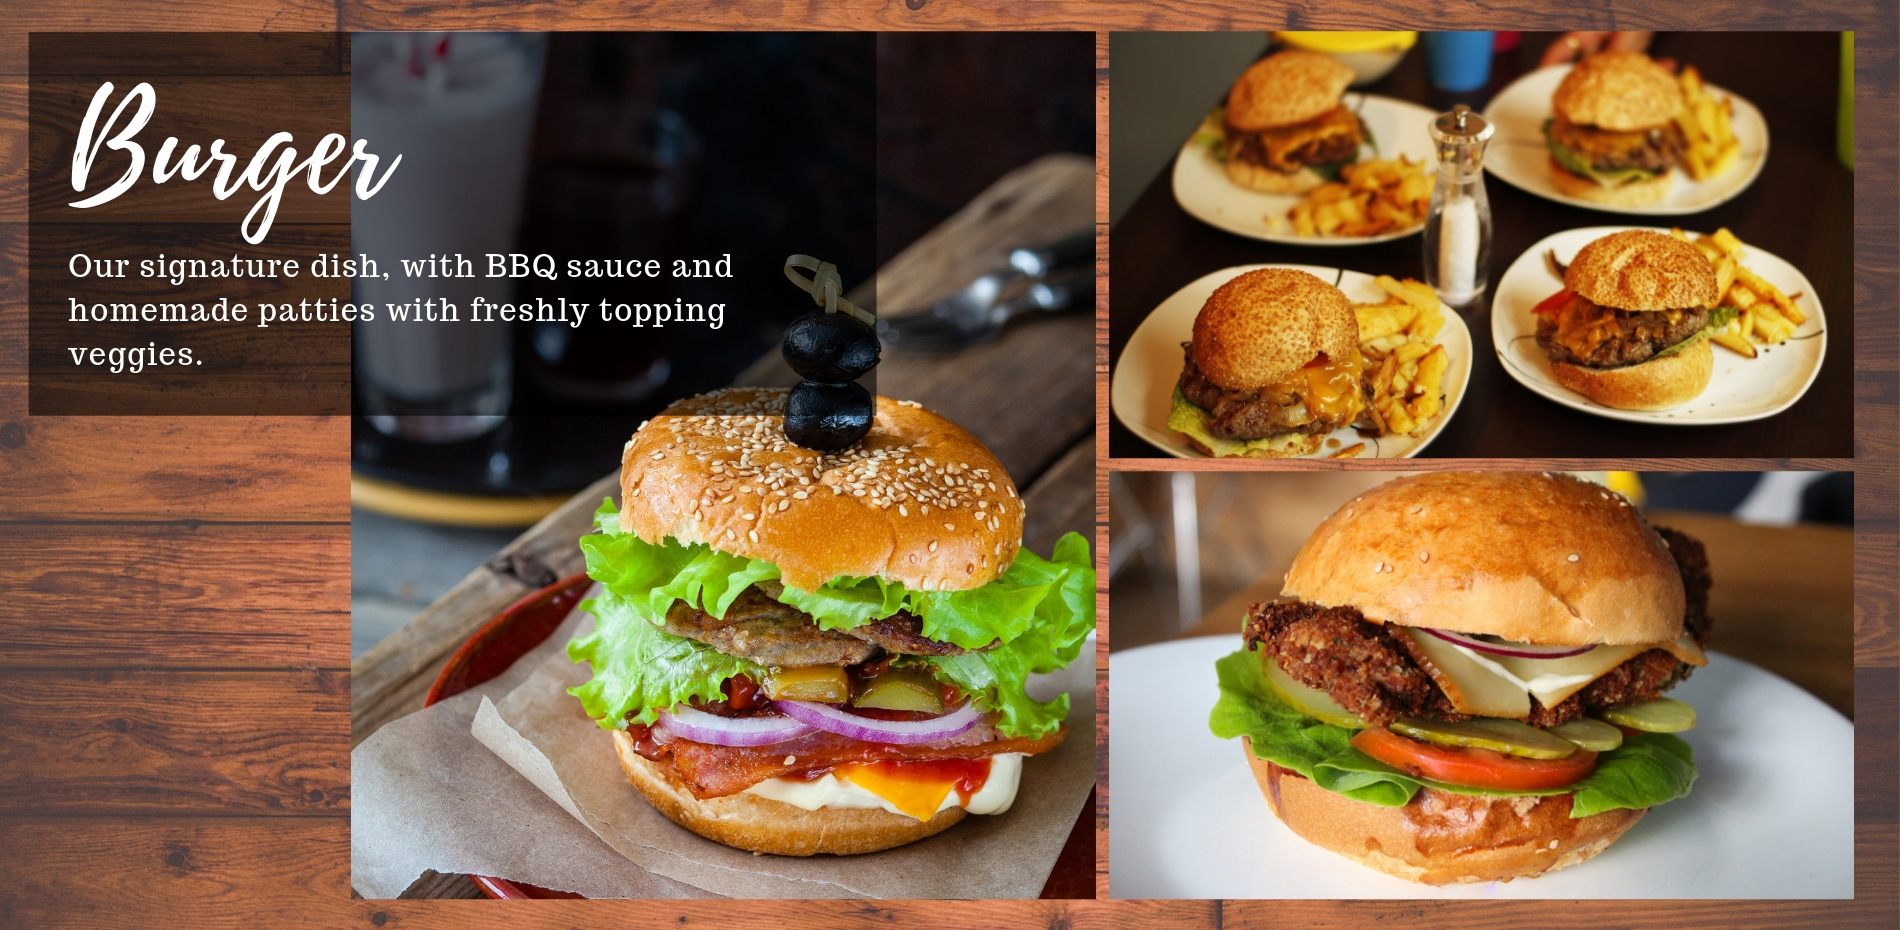 Burger
Our signature dish, with BBQ sauce and
homemade patties with freshly topping
veggies.